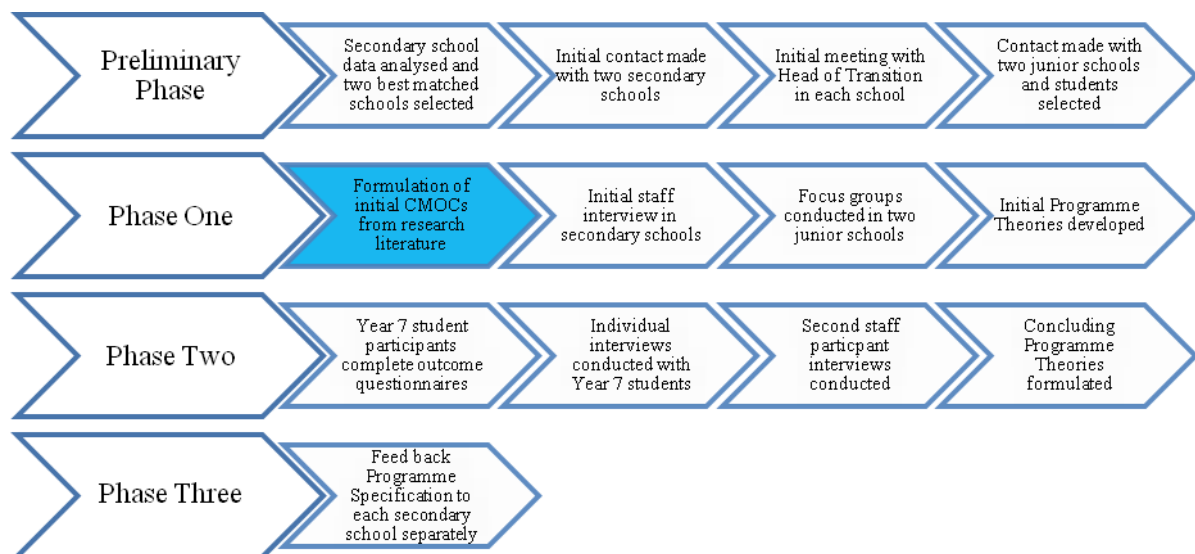 Preliminary
Phase
Secondary school
data analysed and
two best matched
schools selected
Initial contact made
with two secondary
schools
Initial meeting with
Head of Transition
in each school
Contact made with
two junior schools
and students
selected
Phase One
Formulation of
initial CMOCs
from research
literature
Initial staff
interview in
secondary schools
Focus groups
conducted in two
junior schools
Initial Programme
Theories developed
Phase Two
Year 7 student
participants
complete outcome
questionnaires
Individual
interviews
conducted with
Year 7 students
Second staff
particpant
interviews
conducted
Concluding
Programme
Theories
formulated
Phase Three
Feed back
Programme
Specification to
each secondary
school separately